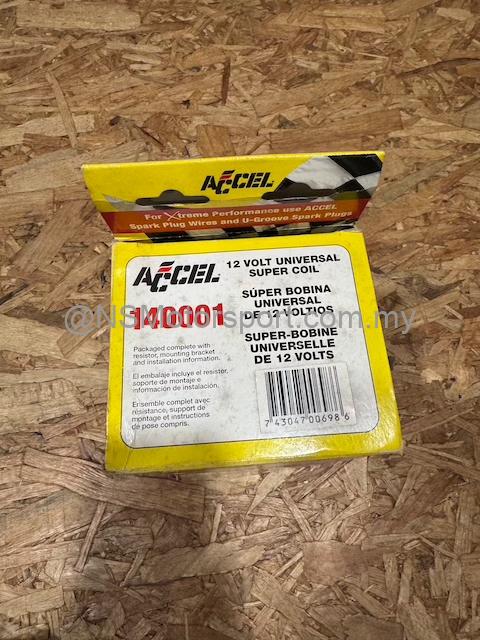 ACCEL
For Xtreme Performance use ACCEL
Spark Plug Wires and U-Groove Spark Plugs
ACCEL
12 VOLT UNIVERSAL
SUPER COIL
140001
SÚPER BOBINA
UNIVERSAL
DE 12 VOLTIOS
SUPER-BOBINE
UNIVERSELLE
DE 12 VOLTS
Packaged complete with
resistor, mounting bracket
and installation information.
El embalaje incluye el resistor,
soporte de montaje e
información de instalación.
Ensemble complet avec
résistance, support de
montage et instructions
de pose compris.
7 43047 00698 6
@NSMotorsport.com.my